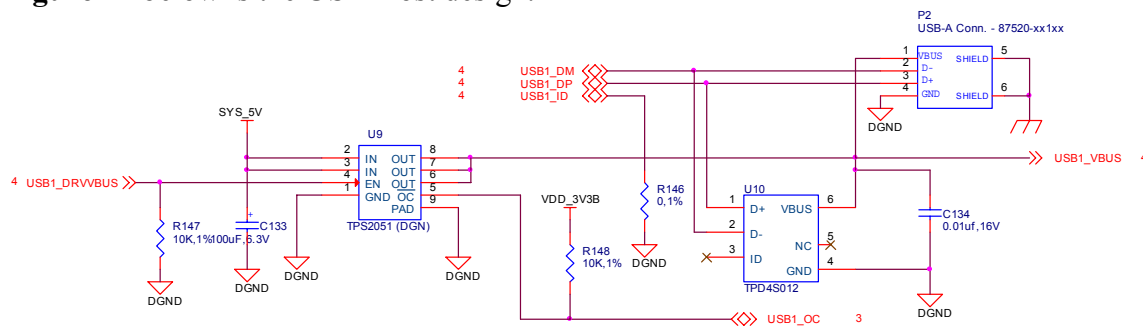 P2
USB-A Conn. - 87520-xx1xx
1 VBUS SHIELD 5
2 D-
3 D+
4 GND SHIELD 6
DGND
4 USB1_DM
4 USB1_DP
4 USB1_ID
SYS_5V
U9
2 IN OUT 8
3 IN OUT 7
4 EN OUT 6
1 GND OC 5
PAD 9
TPS2051 (DGN)
4 USB1_DRVVBUS
USB1_VBUS 4
R147
10K,1%
C133
100uF,6.3V
+
DGND
DGND
DGND
DGND
VDD_3V3B
R148
10K,1%
R146
0,1%
DGND
U10
1 D+ VBUS 6
2 D-
NC 5
3 ID
GND 4
TPD4S012
C134
0.01uf,16V
DGND
USB1_OC 3